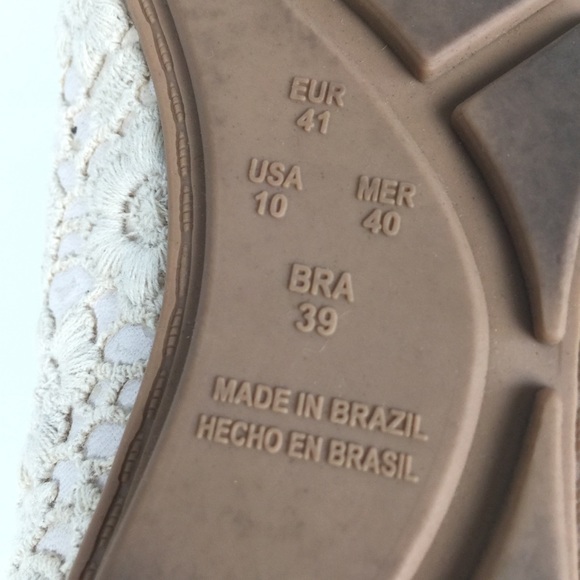 EUR
41
USA MER
10 40
BRA
39
MADE IN BRAZIL
HECHO EN BRASIL